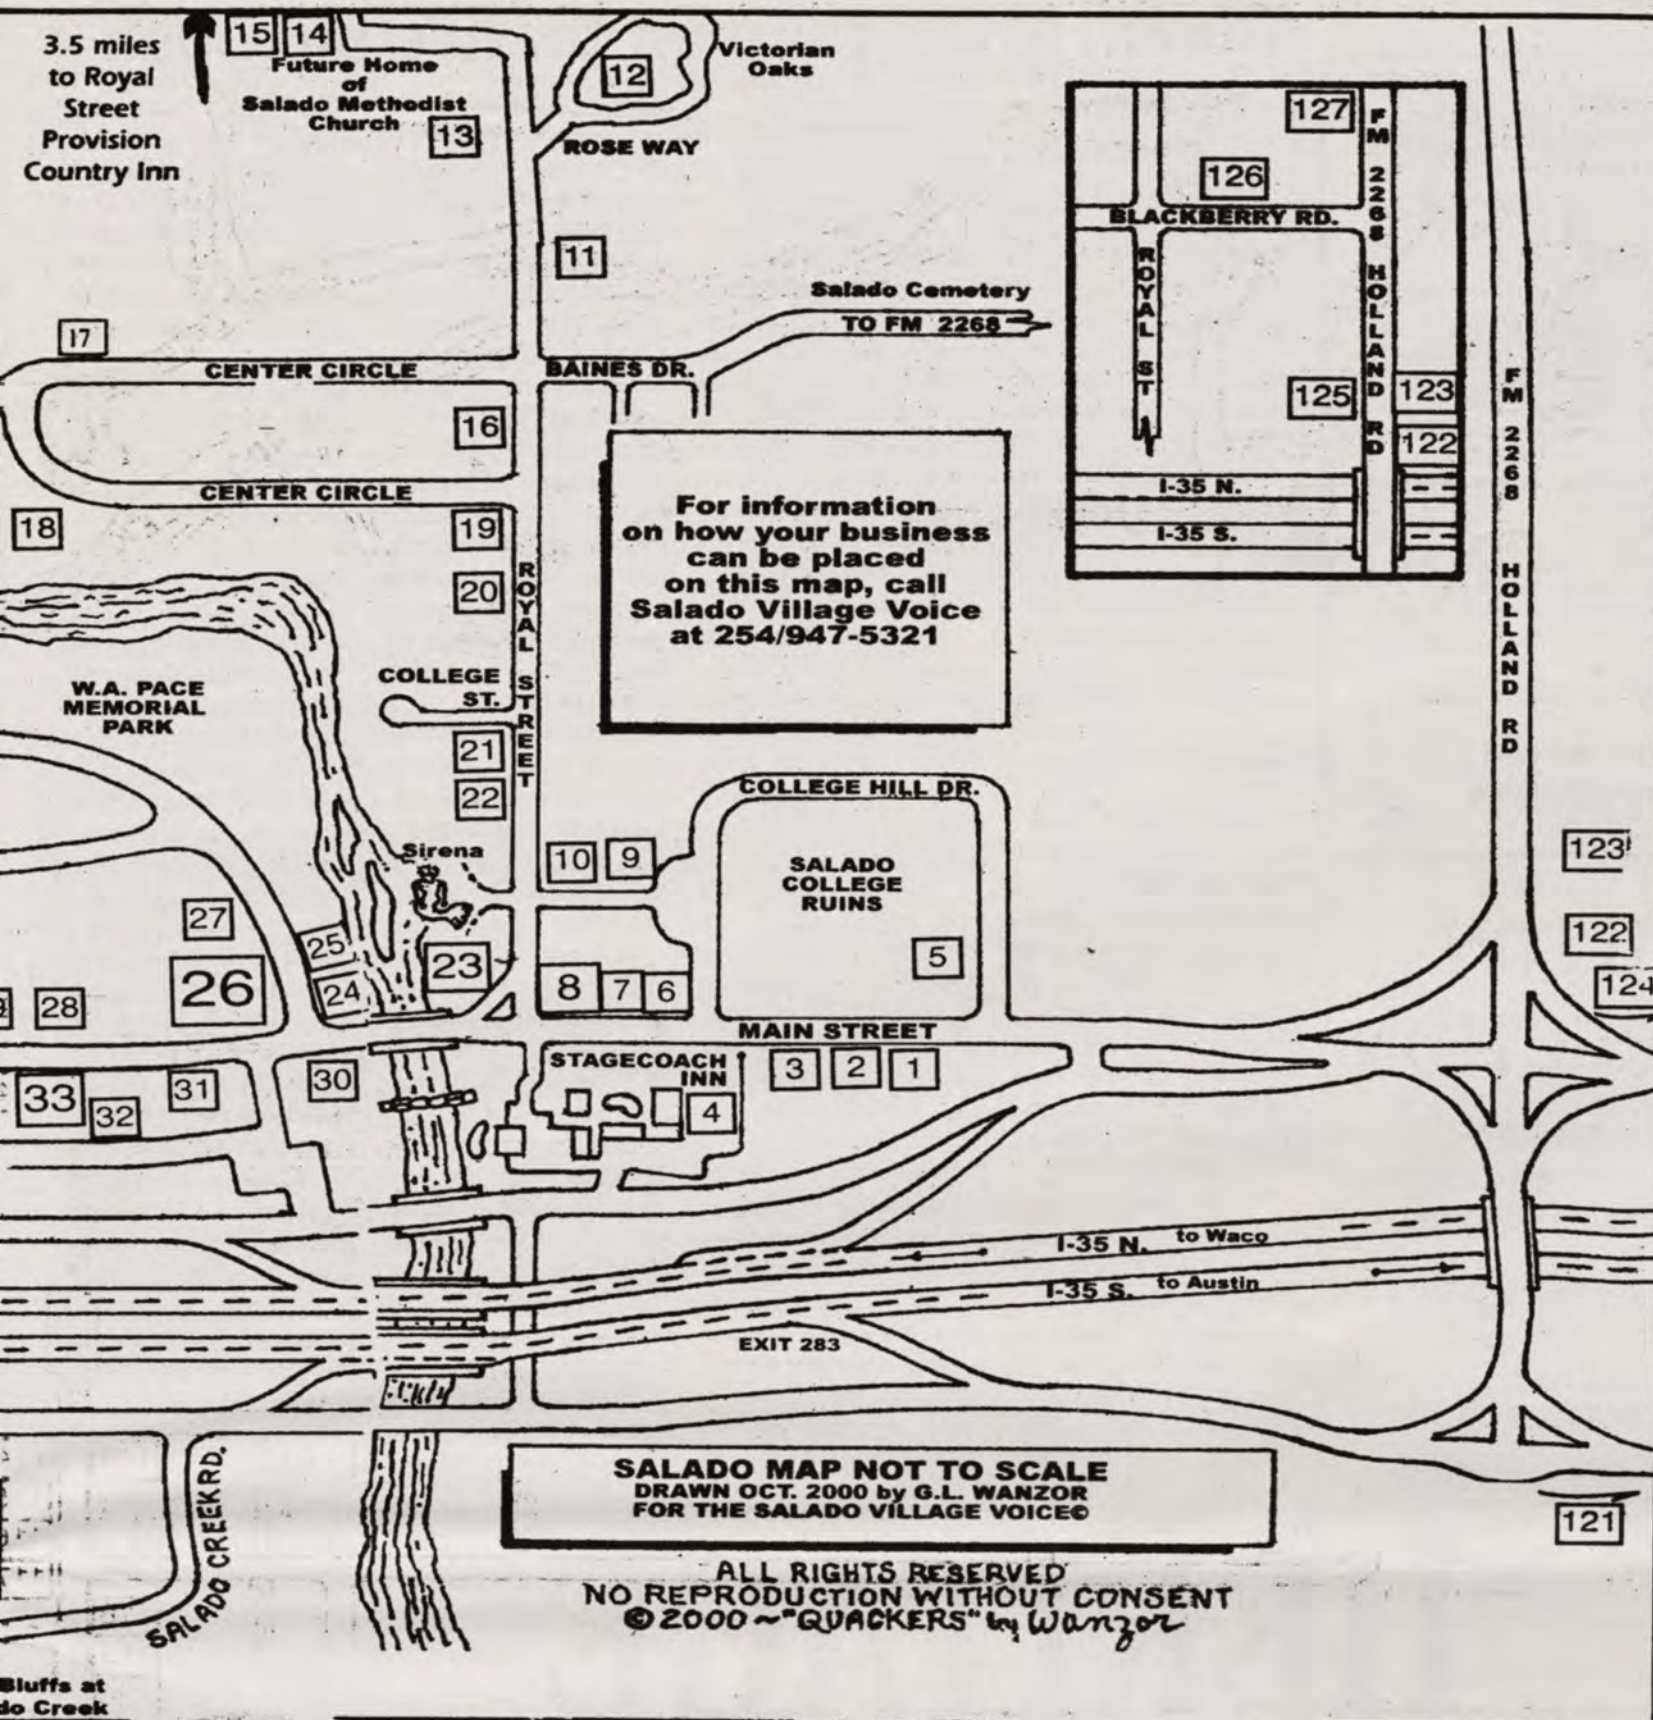 3.5 miles
to Royal
Street
Provision
Country Inn
15
14
Future Home
of
Salado Methodist
Church
13
12
Victorian
Oaks
ROSE WAY
11
Salado Cemetery
TO FM 2268
17
CENTER CIRCLE
BAINES DR.
16
CENTER CIRCLE
18
19
20
ROYAL STREET
COLLEGE
ST.
21
22
W.A. PACE
MEMORIAL
PARK
For information
on how your business
can be placed
on this map, call
Salado Village Voice
at 254/947-5321
127
126
BLACKBERRY RD.
FM 2268 HOLLAND RD
ROYAL ST
125
123
122
I-35 N.
I-35 S.
FM 2268 HOLLAND RD
COLLEGE HILL DR.
SALADO
COLLEGE
RUINS
5
Sirena
10
9
27
25
26
24
23
8
7
6
28
123
122
124
MAIN STREET
STAGECOACH
INN
3
2
1
4
33
32
31
30
I-35 N. to Waco
I-35 S. to Austin
EXIT 283
SALADO CREEK RD.
SALADO MAP NOT TO SCALE
DRAWN OCT. 2000 by G.L. WANZOR
FOR THE SALADO VILLAGE VOICE©
121
ALL RIGHTS RESERVED
NO REPRODUCTION WITHOUT CONSENT
©2000~"QUACKERS" by Wanzor
Bluffs at
do Creek